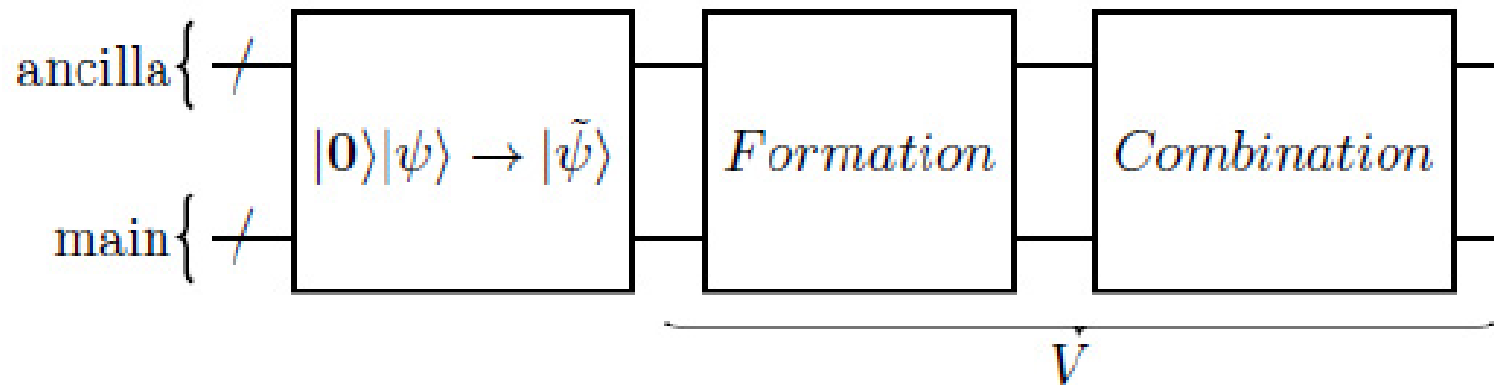 ancilla
|0⟩|ψ⟩ → |ψ̃⟩
Formation
Combination
main
V